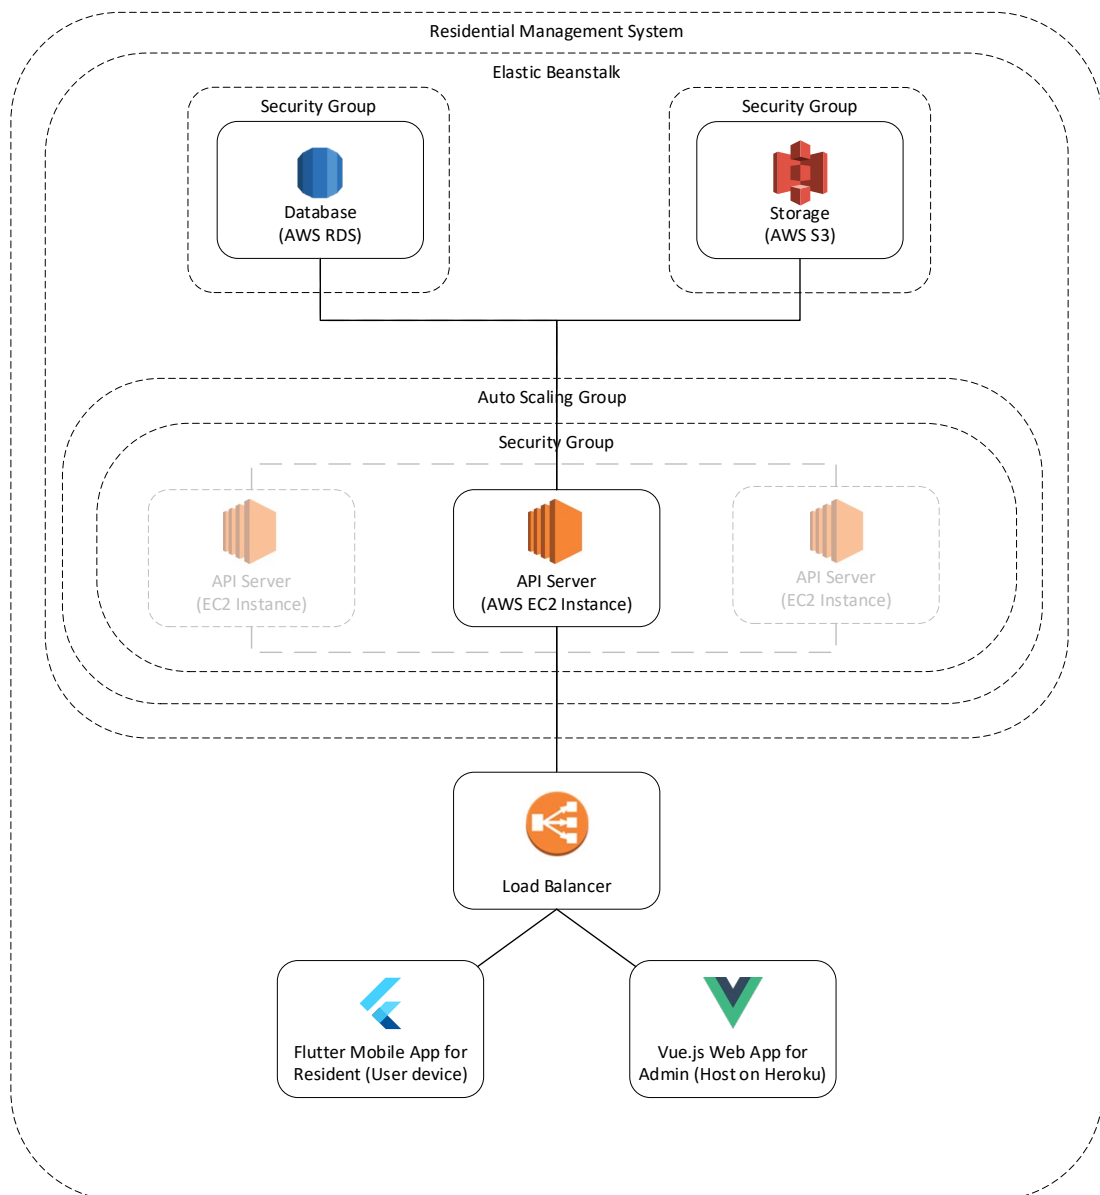 Residential Management System
Elastic Beanstalk
Security Group
Database
(AWS RDS)
Security Group
Storage
(AWS S3)
Auto Scaling Group
Security Group
API Server
(EC2 Instance)
API Server
(AWS EC2 Instance)
API Server
(EC2 Instance)
Load Balancer
Flutter Mobile App for
Resident (User device)
Vue.js Web App for
Admin (Host on Heroku)